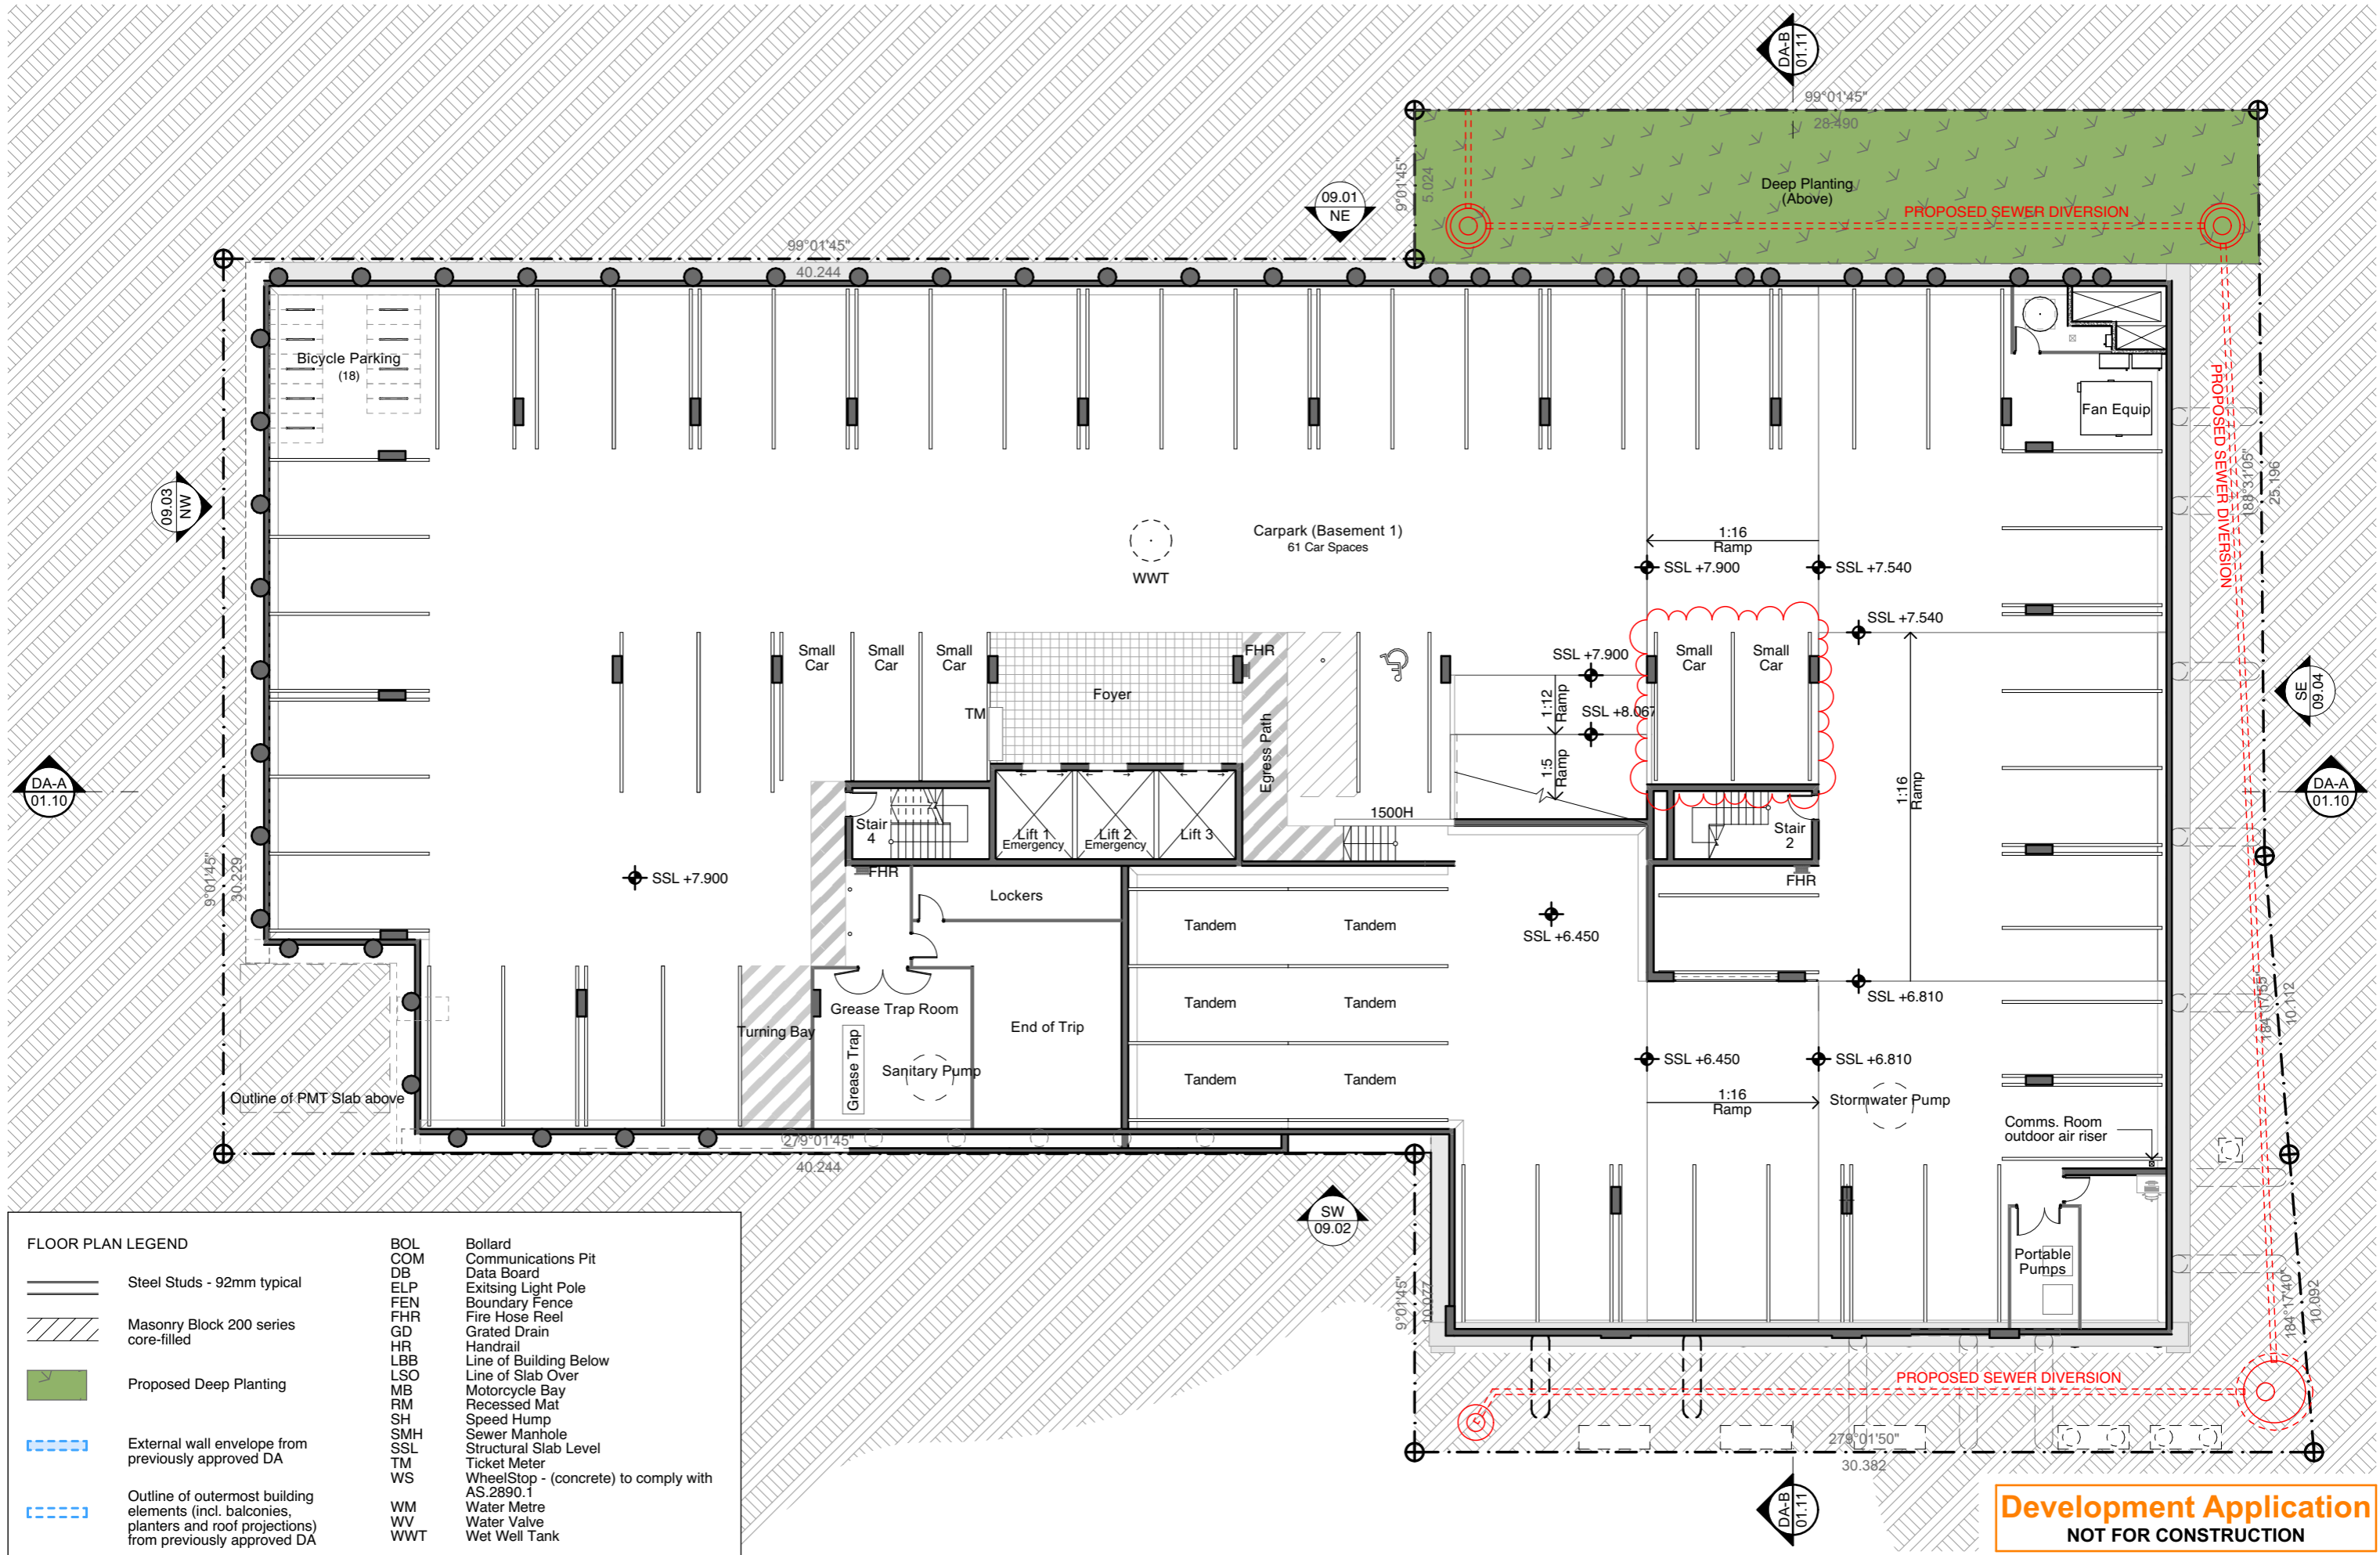 DA-B
01.11
99°01'45"
28.490
9°01'45"
5.024
Deep Planting
(Above)
PROPOSED SEWER DIVERSION
09.01
NE
99°01'45"
40.244
Bicycle Parking
(18)
Fan Equip
PROPOSED SEWER DIVERSION
188°31'05"
25.196
09.03
NW
Carpark (Basement 1)
61 Car Spaces
WWT
1:16
Ramp
SSL +7.900
SSL +7.540
SSL +7.540
Small
Car
Small
Car
Small
Car
Foyer
TM
FHR
Egress Path
SSL +7.900
1:12
Ramp
SSL +8.067
1:5
Ramp
Small
Car
Small
Car
SE
09.04
DA-A
01.10
DA-A
01.10
1:16
Ramp
Stair
4
Lift 1
Emergency
Lift 2
Emergency
Lift 3
1500H
Stair
2
FHR
FHR
SSL +7.900
9°01'45"
30.229
Lockers
Tandem
Tandem
SSL +6.450
SSL +6.810
184°17'55"
10.112
Turning Bay
Grease Trap Room
Grease Trap
Sanitary Pump
End of Trip
Tandem
Tandem
Tandem
Tandem
SSL +6.450
SSL +6.810
1:16
Ramp
Stormwater Pump
Outline of PMT Slab above
Comms. Room
outdoor air riser
279°01'45"
40.244
SW
09.02
9°01'45"
10.077
Portable
Pumps
184°17'40"
10.092
PROPOSED SEWER DIVERSION
279°01'50"
30.382
DA-B
01.11
FLOOR PLAN LEGEND
Steel Studs - 92mm typical
Masonry Block 200 series
core-filled
Proposed Deep Planting
External wall envelope from
previously approved DA
Outline of outermost building
elements (incl. balconies,
planters and roof projections)
from previously approved DA
BOL Bollard
COM Communications Pit
DB Data Board
ELP Exitsing Light Pole
FEN Boundary Fence
FHR Fire Hose Reel
GD Grated Drain
HR Handrail
LBB Line of Building Below
LSO Line of Slab Over
MB Motorcycle Bay
RM Recessed Mat
SH Speed Hump
SMH Sewer Manhole
SSL Structural Slab Level
TM Ticket Meter
WS WheelStop - (concrete) to comply with
AS.2890.1
WM Water Metre
WV Water Valve
WWT Wet Well Tank
Development Application
NOT FOR CONSTRUCTION